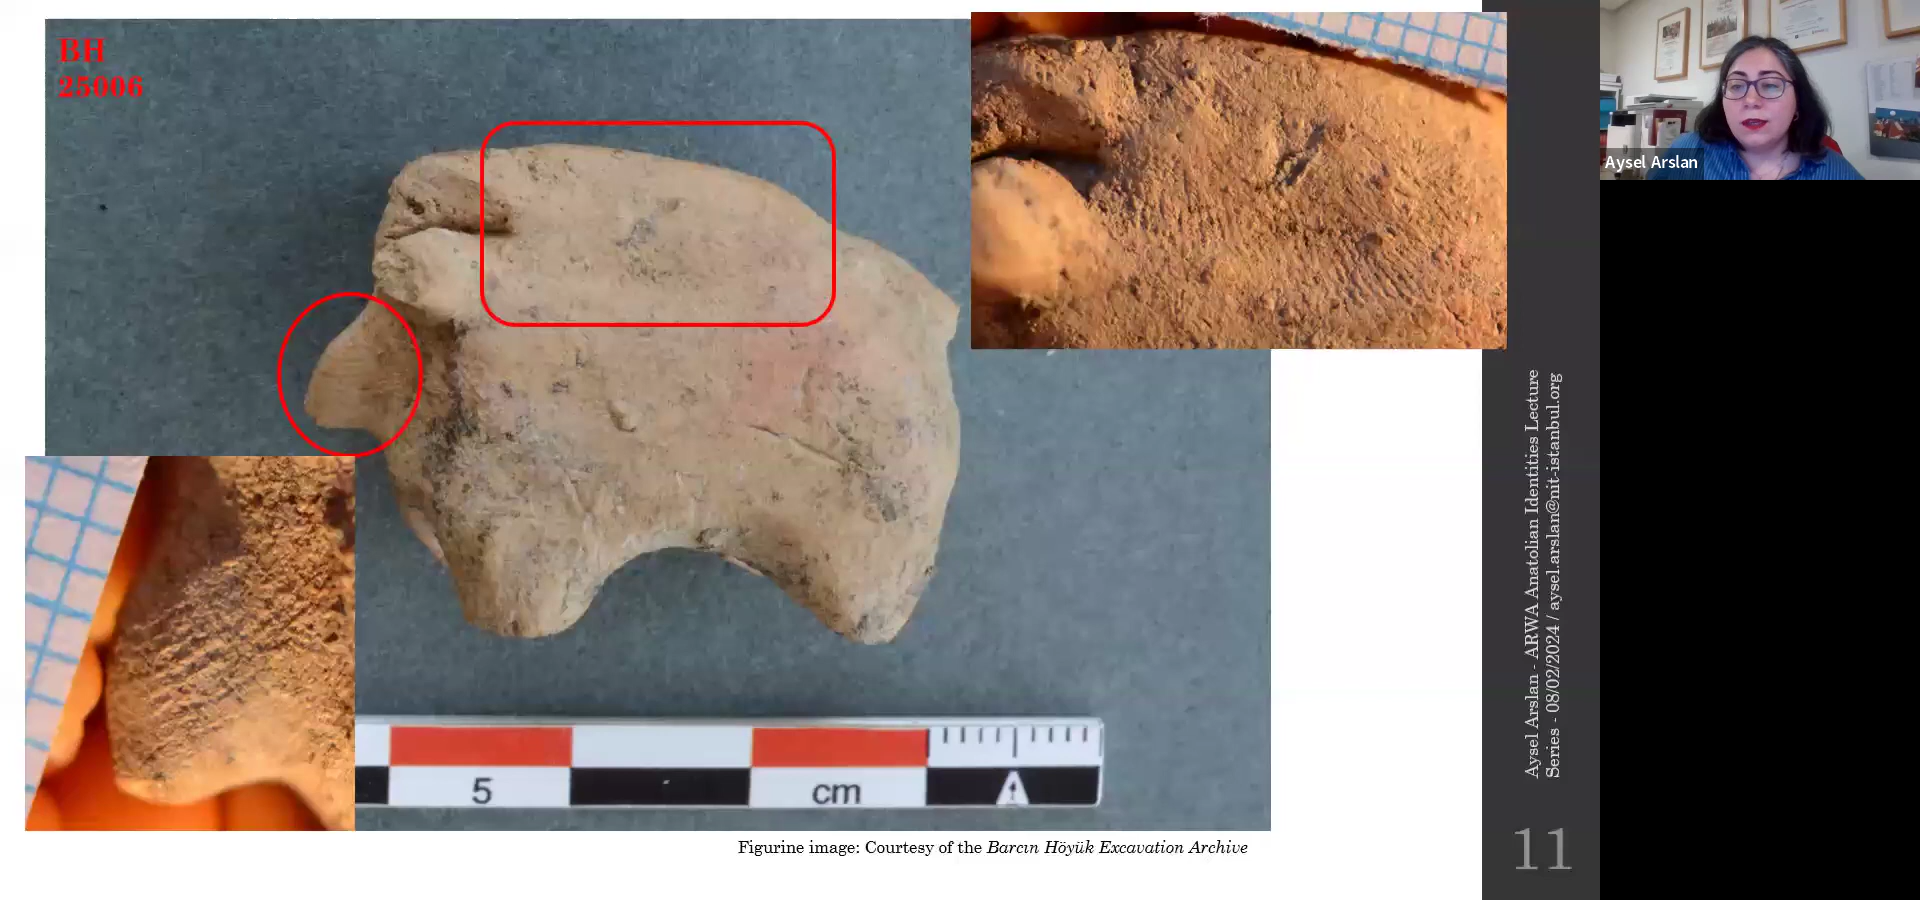 BH
25006
Aysel Arslan
5 cm
Aysel Arslan - ARWA Anatolian Identities Lecture
Series - 08/02/2024 / aysel.arslan@nit-istanbul.org
Figurine image: Courtesy of the Barcın Höyük Excavation Archive
11